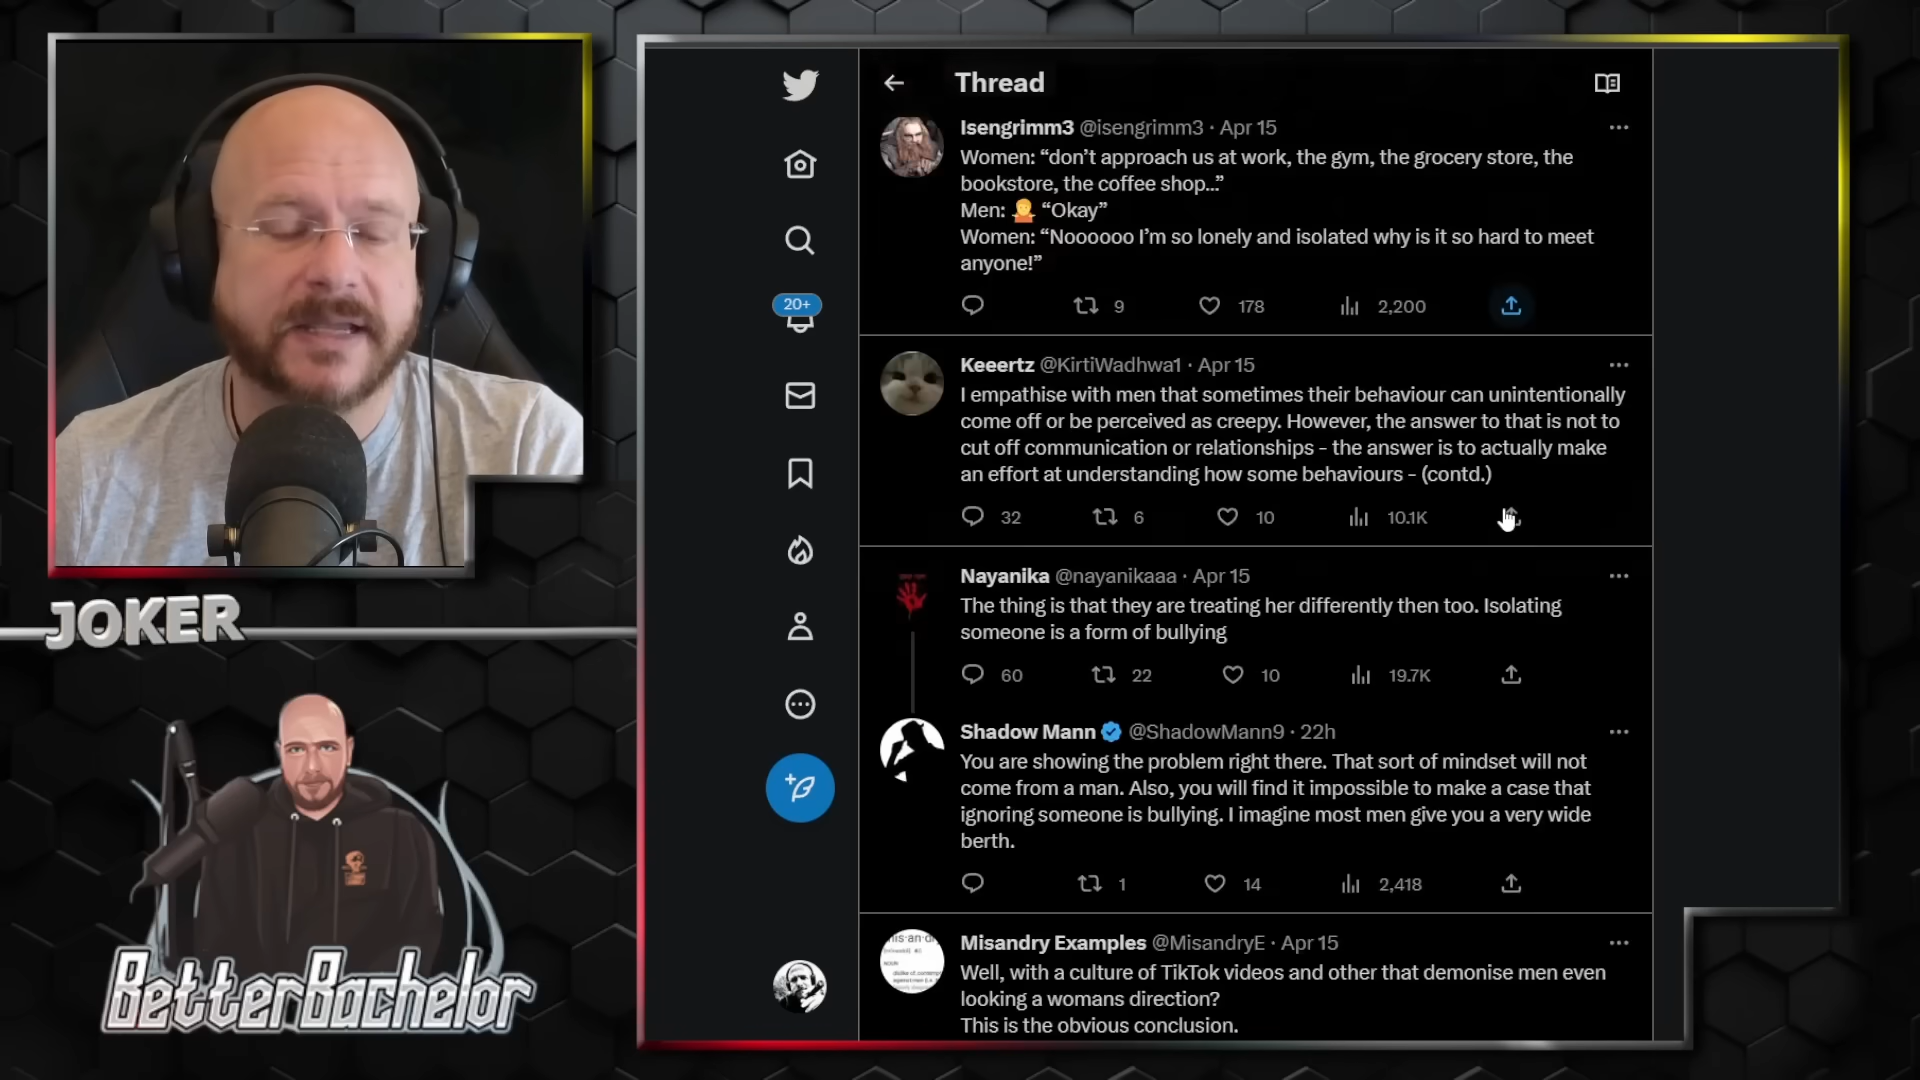 Thread
Isengrimm3 @isengrimm3 · Apr 15
Women: “don’t approach us at work, the gym, the grocery store, the
bookstore, the coffee shop…”
Men: 🤷 “Okay”
Women: “Noooooo I’m so lonely and isolated why is it so hard to meet
anyone!”
9 178 2,200
20+
Keeertz @KirtiWadhwa1 · Apr 15
I empathise with men that sometimes their behaviour can unintentionally
come off or be perceived as creepy. However, the answer to that is not to
cut off communication or relationships - the answer is to actually make
an effort at understanding how some behaviours - (contd.)
32 6 10 10.1K
Nayanika @nayanikaaa · Apr 15
The thing is that they are treating her differently then too. Isolating
someone is a form of bullying
60 22 10 19.7K
Shadow Mann @ShadowMann9 · 22h
You are showing the problem right there. That sort of mindset will not
come from a man. Also, you will find it impossible to make a case that
ignoring someone is bullying. I imagine most men give you a very wide
berth.
1 14 2,418
Misandry Examples @MisandryE · Apr 15
Well, with a culture of TikTok videos and other that demonise men even
looking a womans direction?
This is the obvious conclusion.
JOKER
BetterBachelor